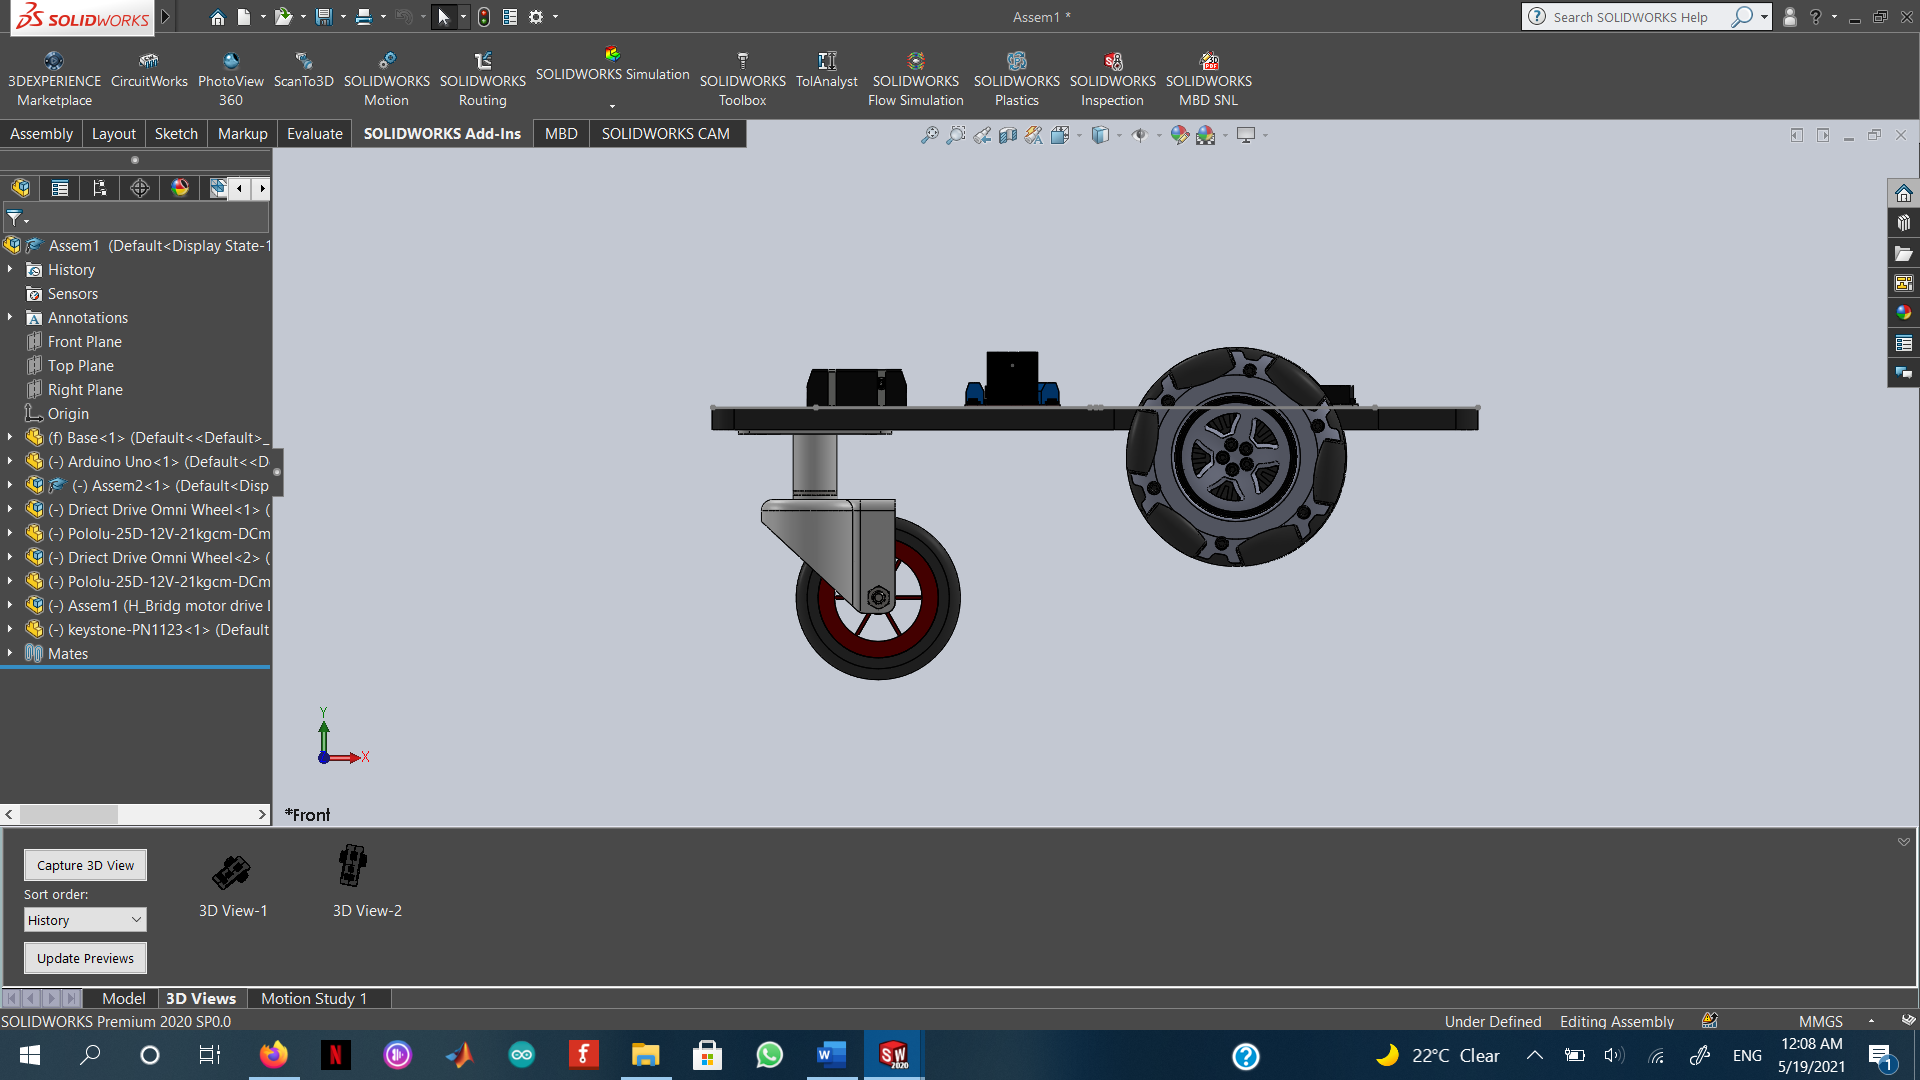 SOLIDWORKS
Assem1 *
Search SOLIDWORKS Help
3DEXPERIENCE Marketplace
CircuitWorks
PhotoView 360
ScanTo3D
SOLIDWORKS Motion
SOLIDWORKS Routing
SOLIDWORKS Simulation
SOLIDWORKS Toolbox
TolAnalyst
SOLIDWORKS Flow Simulation
SOLIDWORKS Plastics
SOLIDWORKS Inspection
SOLIDWORKS MBD SNL
Assembly
Layout
Sketch
Markup
Evaluate
SOLIDWORKS Add-Ins
MBD
SOLIDWORKS CAM
Assem1 (Default<Display State-1
History
Sensors
Annotations
Front Plane
Top Plane
Right Plane
Origin
(f) Base<1> (Default<<Default>_
(-) Arduino Uno<1> (Default<<D
(-) Assem2<1> (Default<Disp
(-) Driect Drive Omni Wheel<1> (
(-) Pololu-25D-12V-21kgcm-DCm
(-) Driect Drive Omni Wheel<2> (
(-) Pololu-25D-12V-21kgcm-DCm
(-) Assem1 (H_Bridg motor drive I
(-) keystone-PN1123<1> (Default
Mates
Y
X
*Front
Capture 3D View
Sort order:
History
Update Previews
3D View-1
3D View-2
Model
3D Views
Motion Study 1
SOLIDWORKS Premium 2020 SP0.0
Under Defined
Editing Assembly
MMGS
22°C Clear
ENG
12:08 AM
5/19/2021
1